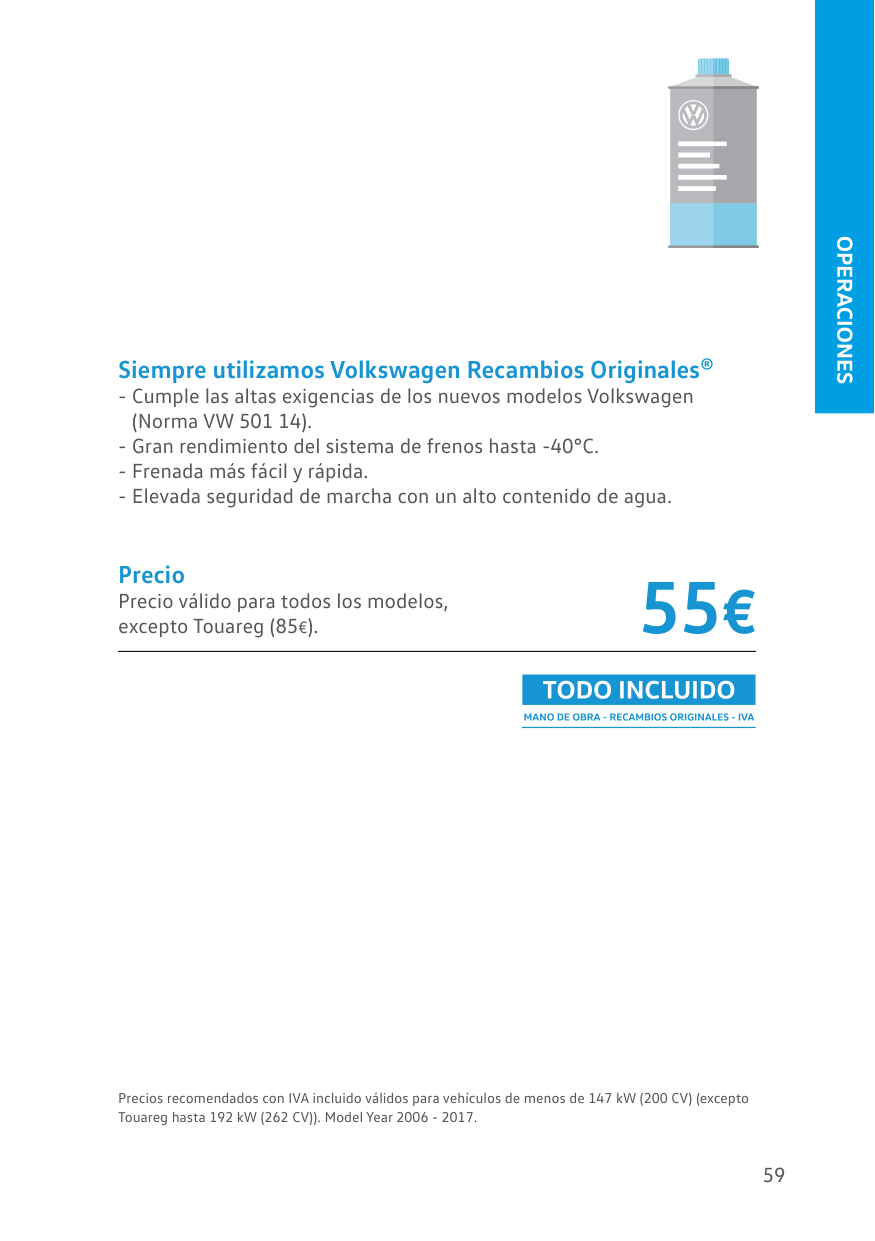 OPERACIONES
Siempre utilizamos Volkswagen Recambios Originales®
- Cumple las altas exigencias de los nuevos modelos Volkswagen
(Norma VW 501 14).
- Gran rendimiento del sistema de frenos hasta -40°C.
- Frenada más fácil y rápida.
- Elevada seguridad de marcha con un alto contenido de agua.
Precio
Precio válido para todos los modelos,
excepto Touareg (85€).
55€
TODO INCLUIDO
MANO DE OBRA - RECAMBIOS ORIGINALES - IVA
Precios recomendados con IVA incluido válidos para vehículos de menos de 147 kW (200 CV) (excepto
Touareg hasta 192 kW (262 CV)). Model Year 2006 - 2017.
59